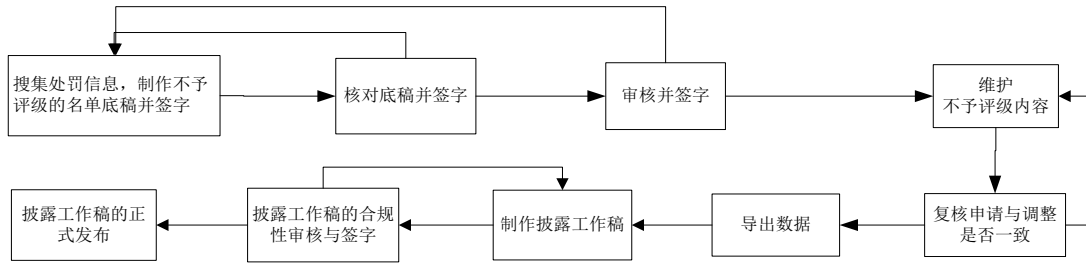 搜集处罚信息，制作不予
评级的名单底稿并签字
核对底稿并签字
审核并签字
维护
不予评级内容
披露工作稿的正
式发布
披露工作稿的合规
性审核与签字
制作披露工作稿
导出数据
复核申请与调整
是否一致